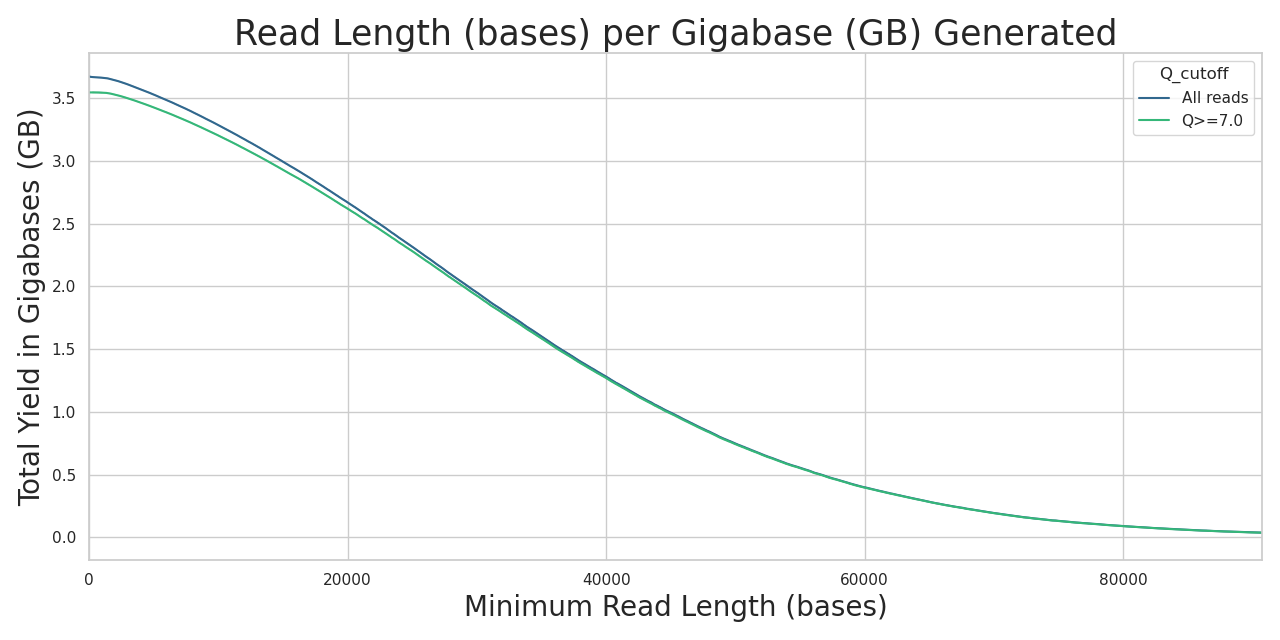 Read Length (bases) per Gigabase (GB) Generated
Total Yield in Gigabases (GB)
3.5
3.0
2.5
2.0
1.5
1.0
0.5
0.0
Q_cutoff
All reads
Q>=7.0
0
20000
40000
60000
80000
Minimum Read Length (bases)